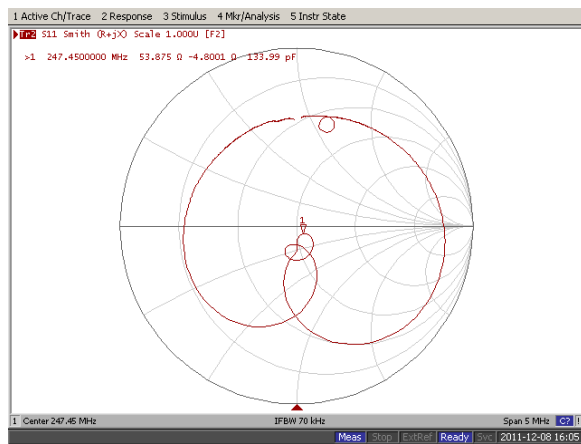 1 Active Ch/Trace 2 Response 3 Stimulus 4 Mkr/Analysis 5 Instr State
Tr2 S11 Smith (R+jX) Scale 1.000U [F2]
>1 247.4500000 MHz 53.875 Ω -4.8001 Ω 133.99 pF
1
1 Center 247.45 MHz IFBW 70 kHz Span 5 MHz C? !
Meas Stop ExtRef Ready Svc 2011-12-08 16:05